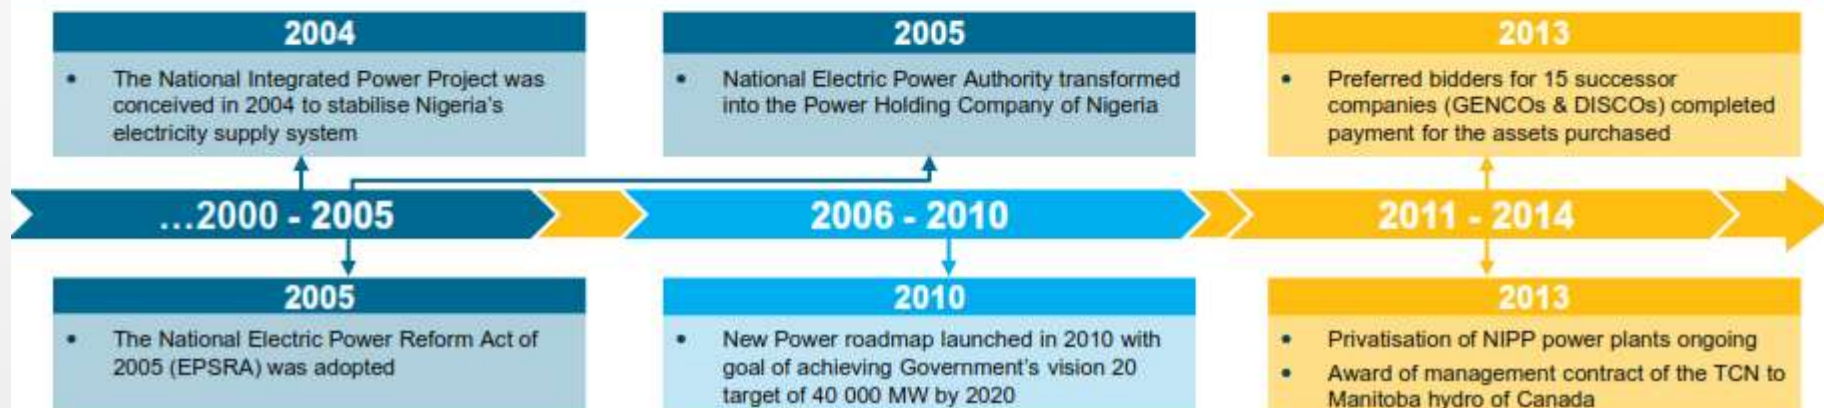 2004
• The National Integrated Power Project was
conceived in 2004 to stabilise Nigeria's
electricity supply system
2005
• National Electric Power Authority transformed
into the Power Holding Company of Nigeria
2013
• Preferred bidders for 15 successor
companies (GENCOs & DISCOs) completed
payment for the assets purchased
...2000 - 2005
2006 - 2010
2011 - 2014
2005
• The National Electric Power Reform Act of
2005 (EPSRA) was adopted
2010
• New Power roadmap launched in 2010 with
goal of achieving Government's vision 20
target of 40 000 MW by 2020
2013
• Privatisation of NIPP power plants ongoing
• Award of management contract of the TCN to
Manitoba hydro of Canada